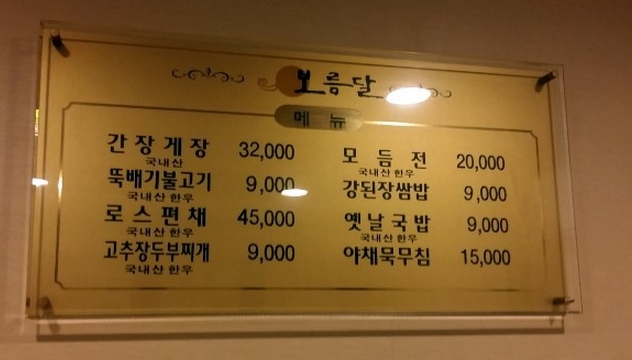 보름달
메뉴
간장게장 32,000
국내산
뚝배기불고기 9,000
국내산 한우
로스편채 45,000
국내산 한우
고추장두부찌개 9,000
국내산 한우
모듬전 20,000
국내산 한우
강된장쌈밥 9,000
옛날국밥 9,000
국내산 한우
야채묵무침 15,000